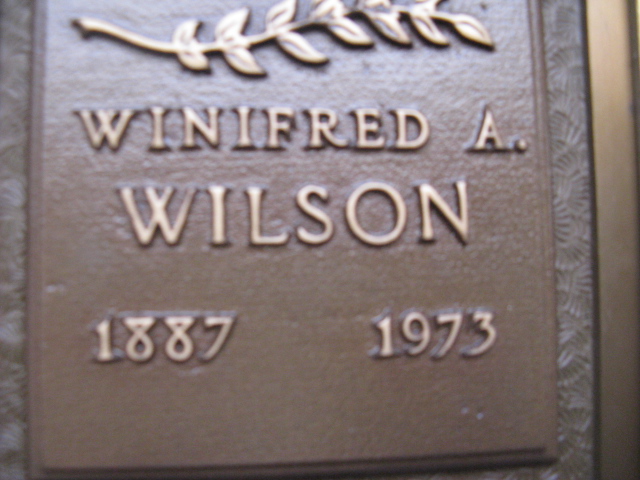 WINIFRED A.
WILSON
1887 1973